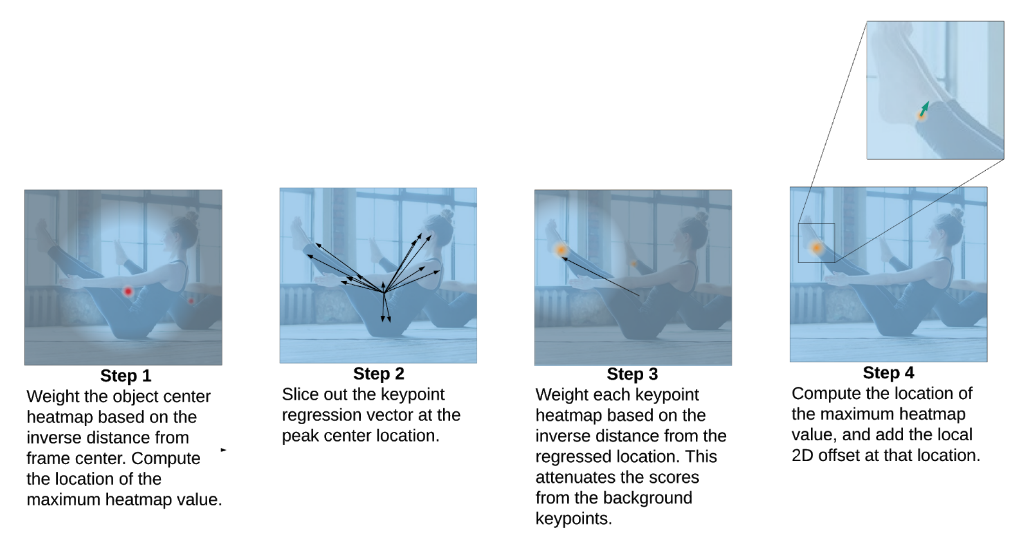 Step 1
Weight the object center
heatmap based on the
inverse distance from
frame center. Compute
the location of the
maximum heatmap value.
Step 2
Slice out the keypoint
regression vector at the
peak center location.
Step 3
Weight each keypoint
heatmap based on the
inverse distance from the
regressed location. This
attenuates the scores
from the background
keypoints.
Step 4
Compute the location of
the maximum heatmap
value, and add the local
2D offset at that location.